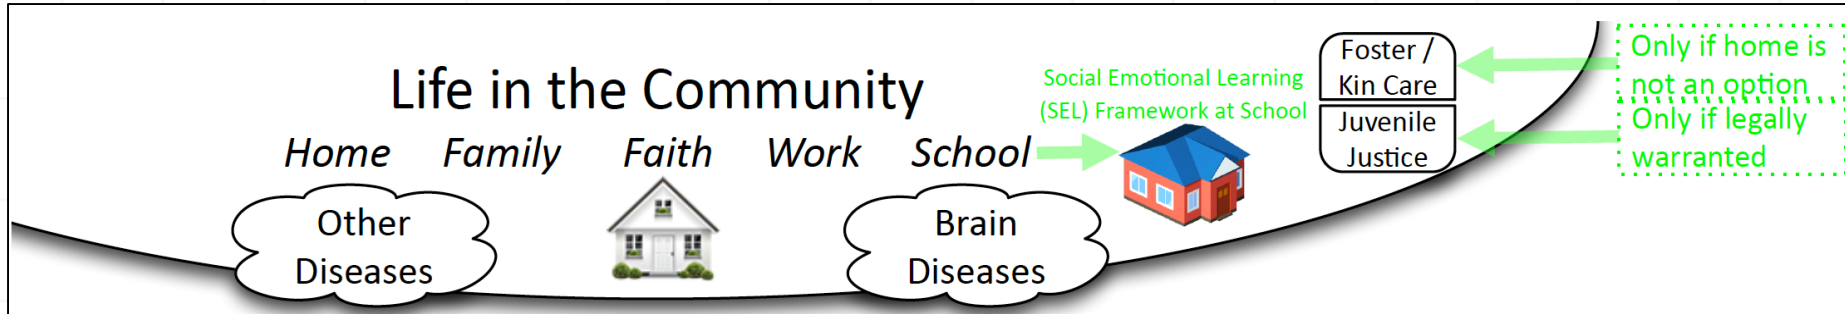 Life in the Community
Home Family Faith Work School
Other
Diseases
Brain
Diseases
Social Emotional Learning
(SEL) Framework at School
Foster /
Kin Care
Juvenile
Justice
Only if home is
not an option
Only if legally
warranted